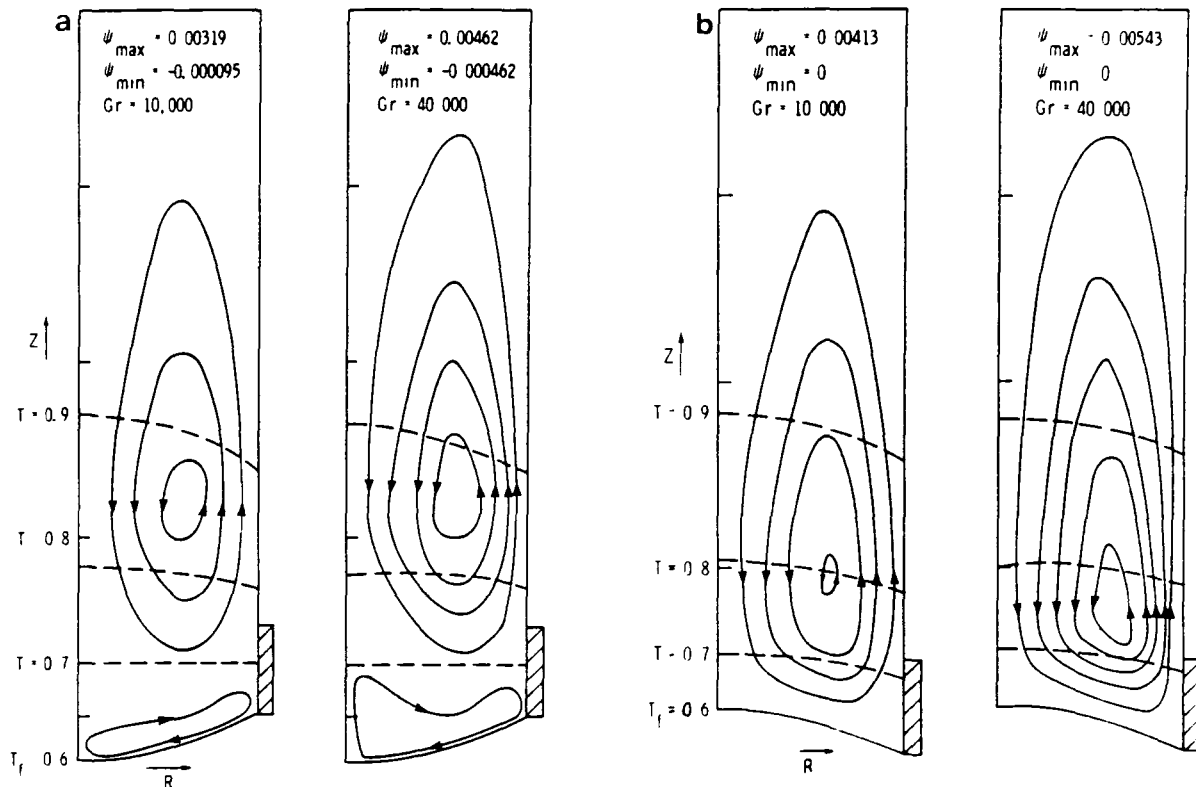 a
ψmax = 0 00319
ψmin = -0.000095
Gr = 10,000
ψmax = 0.00462
ψmin = -0 000462
Gr = 40 000
Z
T = 0.9
T 0.8
T = 0.7
Tf 0 6
R
b
ψmax = 0 00413
ψmin = 0
Gr = 10 000
ψmax = 0 00543
ψmin 0
Gr = 40 000
Z
T - 0 9
T = 0.8
T - 0 7
Tf = 0 6
R